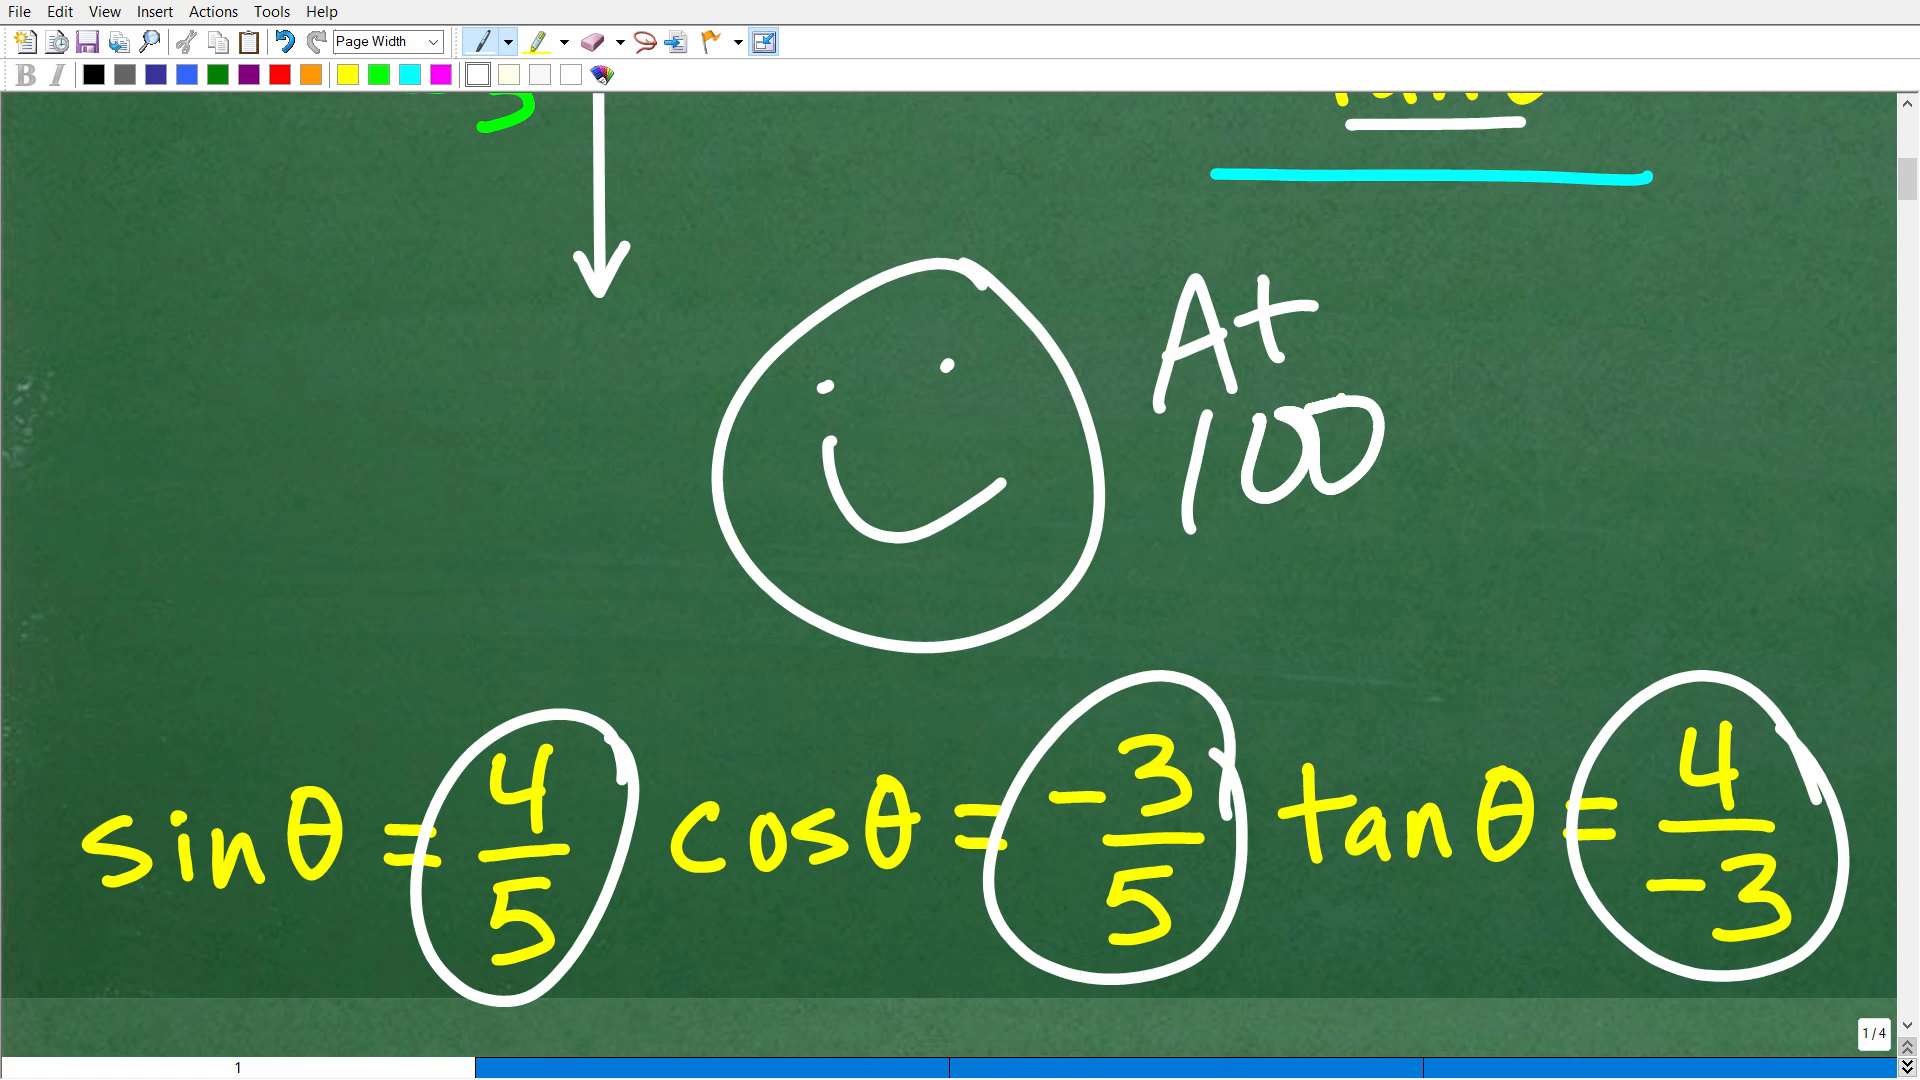 File Edit View Insert Actions Tools Help
Page Width
B I
A+
100
sinθ = 4/5 cosθ = -3/5 tanθ = 4/-3
1 / 4
1